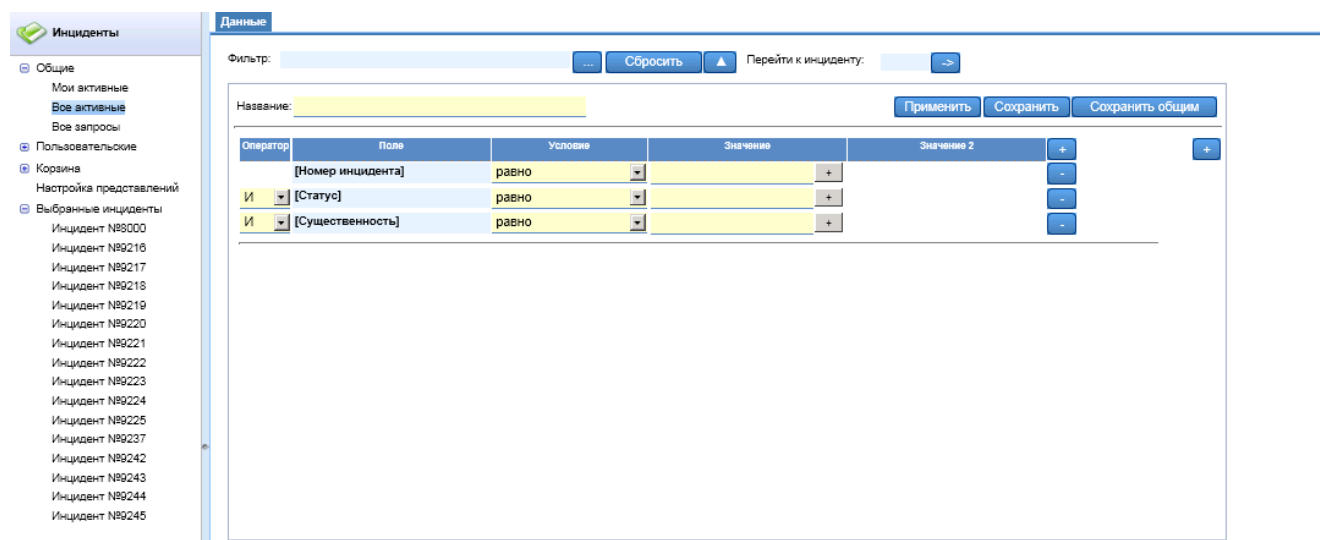 Инциденты
Общие
Мои активные
Все активные
Все запросы
Пользовательские
Корзина
Настройка представлений
Выбранные инциденты
Инцидент №8000
Инцидент №9216
Инцидент №9217
Инцидент №9218
Инцидент №9219
Инцидент №9220
Инцидент №9221
Инцидент №9222
Инцидент №9223
Инцидент №9224
Инцидент №9225
Инцидент №9237
Инцидент №9242
Инцидент №9243
Инцидент №9244
Инцидент №9245
Данные
Фильтр: ... Сбросить ▲ Перейти к инциденту: ->
Название: Применить Сохранить Сохранить общим
Оператор Поле Условие Значение Значение 2 + +
[Номер инцидента] равно + -
И [Статус] равно + -
И [Существенность] равно + -